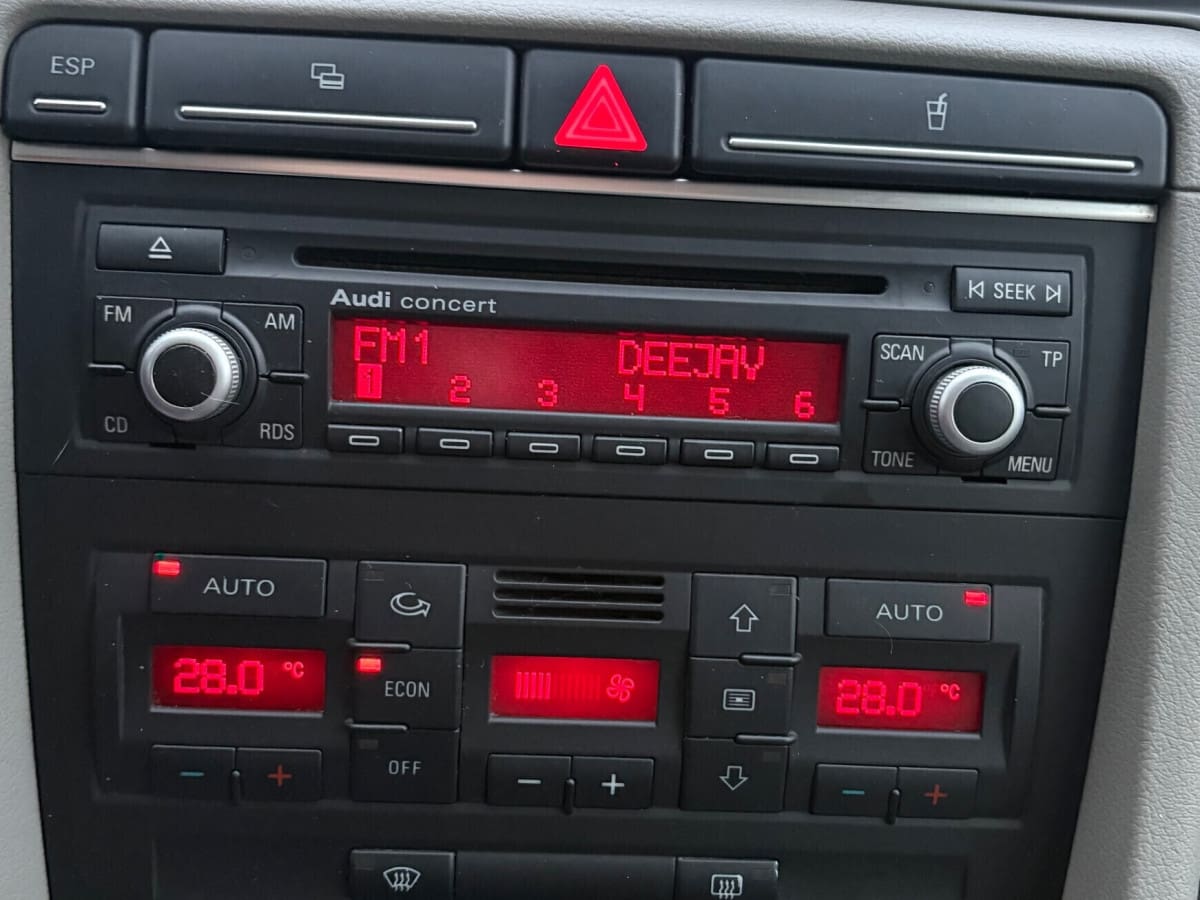 ESP
Audi concert
SEEK
FM
AM
CD
RDS
FM1 DEEJAY
1 2 3 4 5 6
SCAN
TP
TONE
MENU
AUTO
AUTO
28.0 °C
ECON
28.0 °C
OFF
− +
− +
− +